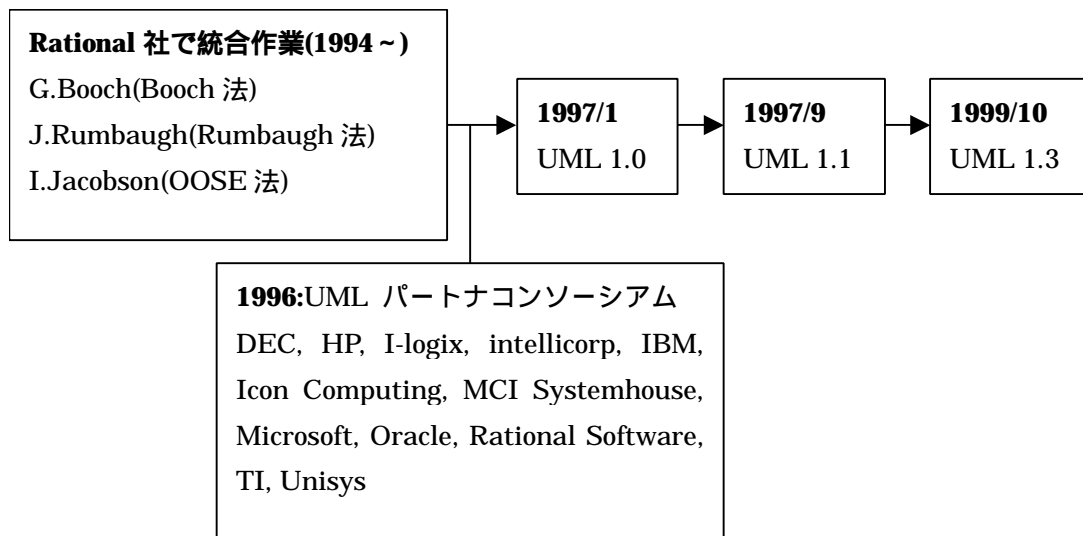 Rational 社で統合作業(1994～)
G.Booch(Booch 法)
J.Rumbaugh(Rumbaugh 法)
I.Jacobson(OOSE 法)
1997/1
UML 1.0
1997/9
UML 1.1
1999/10
UML 1.3
1996:UML パートナコンソーシアム
DEC, HP, I-logix, intellicorp, IBM,
Icon Computing, MCI Systemhouse,
Microsoft, Oracle, Rational Software,
TI, Unisys